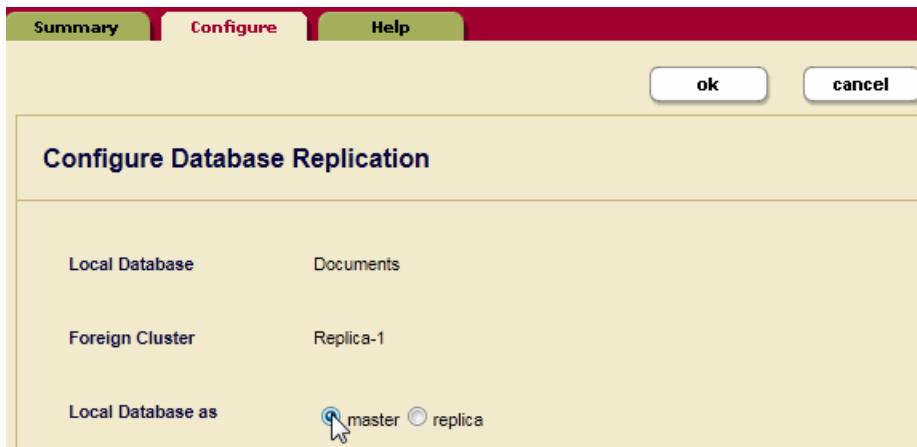 Summary Configure Help
ok cancel
Configure Database Replication
Local Database Documents
Foreign Cluster Replica-1
Local Database as master replica